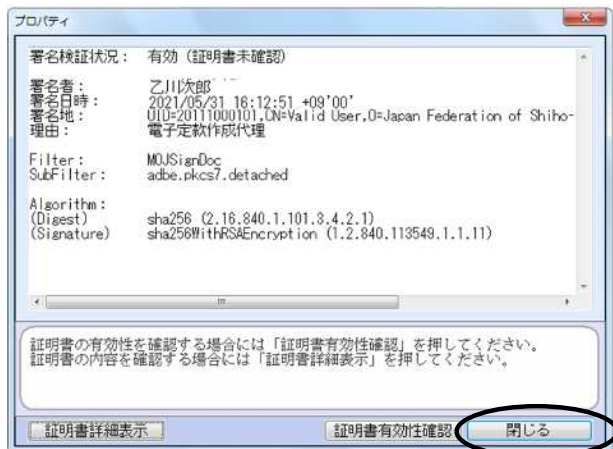 プロパティ
署名検証状況： 有効（証明書未確認）
署名者： 乙川次郎
署名日時： 2021/05/31 16:12:51 +09'00'
署名地： UID=20111000101,CN=Valid User,O=Japan Federation of Shiho-
理由： 電子定款作成代理
Filter： MOJSignDoc
SubFilter： adbe.pkcs7.detached
Algorithm：
(Digest) sha256 (2.16.840.1.101.3.4.2.1)
(Signature) sha256WithRSAEncryption (1.2.840.113549.1.1.11)
証明書の有効性を確認する場合には「証明書有効性確認」を押してください。
証明書の内容を確認する場合には「証明書詳細表示」を押してください。
証明書詳細表示 証明書有効性確認 閉じる